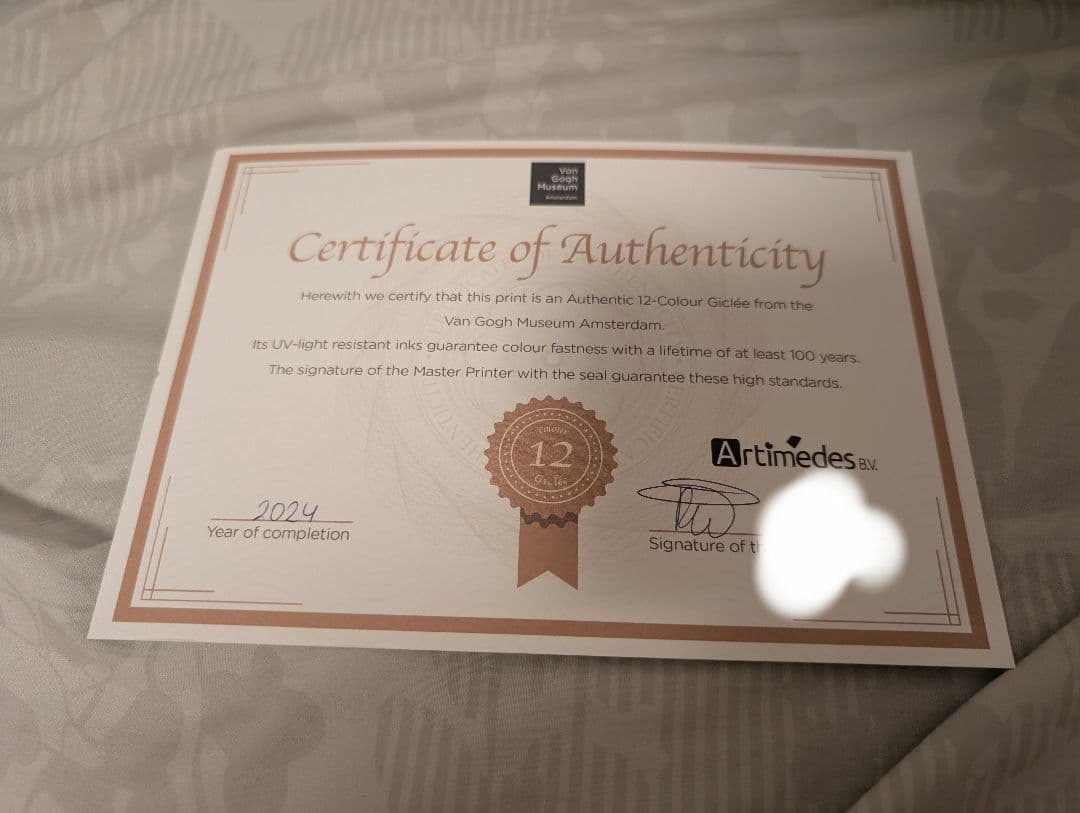 Van
Gogh
Museum
Amsterdam
Certificate of Authenticity
Herewith we certify that this print is an Authentic 12-Colour Giclée from the
Van Gogh Museum Amsterdam.
Its UV-light resistant inks guarantee colour fastness with a lifetime of at least 100 years.
The signature of the Master Printer with the seal guarantee these high standards.
colour
12
Giclée
Artimedes B.V.
2024
Year of completion
Signature of